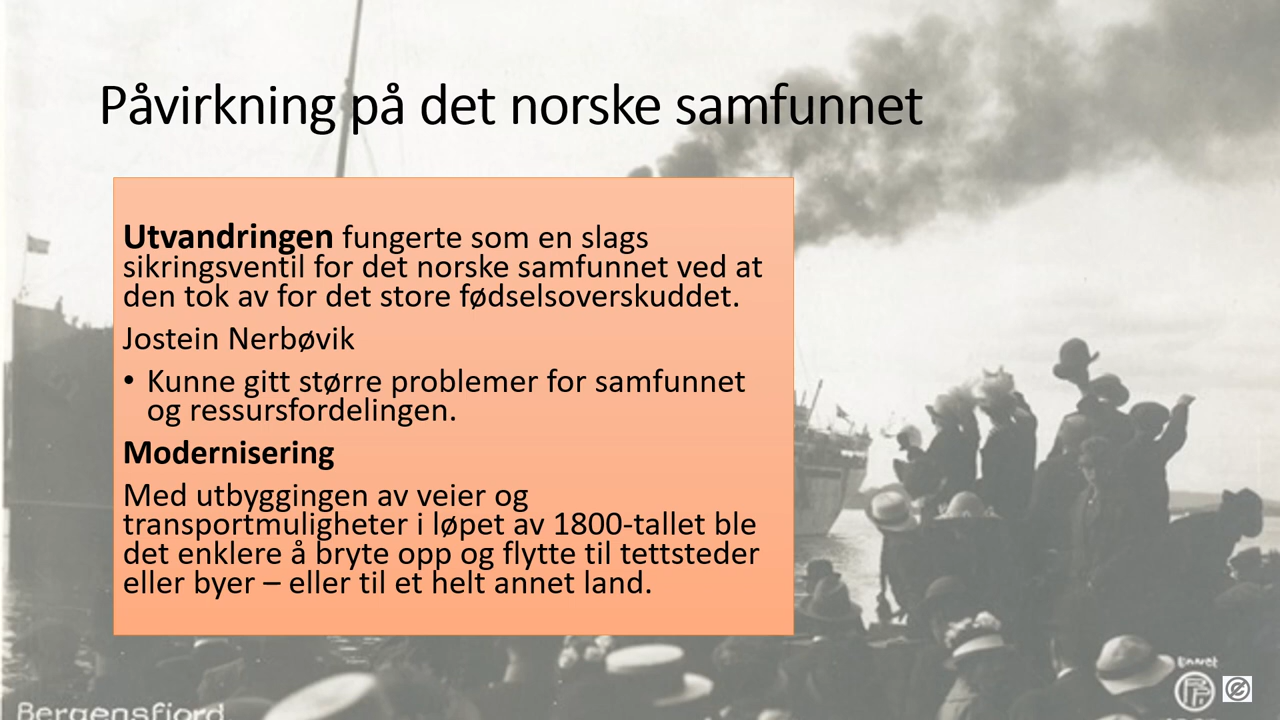 Påvirkning på det norske samfunnet
Utvandringen fungerte som en slags
sikringsventil for det norske samfunnet ved at
den tok av for det store fødselsoverskuddet.
Jostein Nerbøvik
• Kunne gitt større problemer for samfunnet
og ressursfordelingen.
Modernisering
Med utbyggingen av veier og
transportmuligheter i løpet av 1800-tallet ble
det enklere å bryte opp og flytte til tettsteder
eller byer – eller til et helt annet land.
Bergensfjord